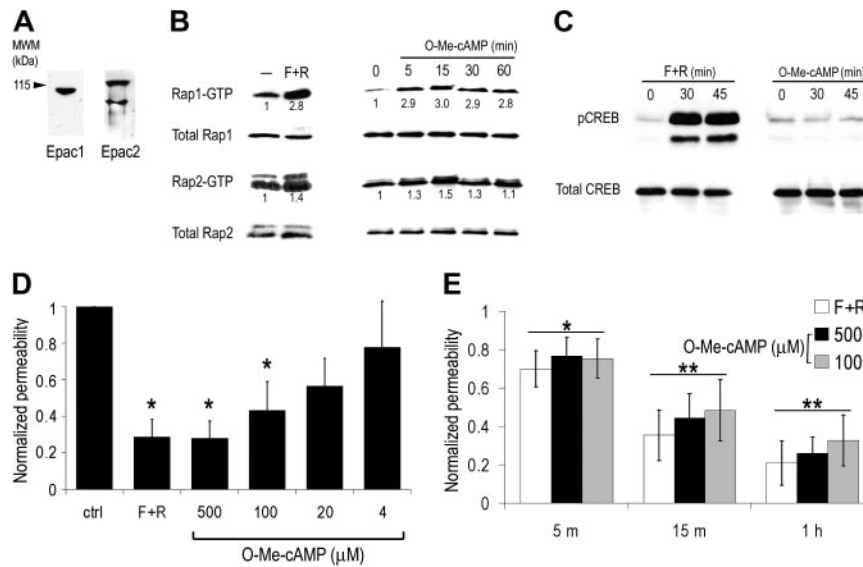 A
MWM
(kDa)
115
Epac1 Epac2
B
O-Me-cAMP (min)
– F+R 0 5 15 30 60
Rap1-GTP
1 2.8 1 2.9 3.0 2.9 2.8
Total Rap1
Rap2-GTP
1 1.4 1 1.3 1.5 1.3 1.1
Total Rap2
C
F+R (min) O-Me-cAMP (min)
0 30 45 0 30 45
pCREB
Total CREB
D
Normalized permeability
1
0.8
0.6
0.4
0.2
0
* * *
ctrl F+R 500 100 20 4
O-Me-cAMP (μM)
E
Normalized permeability
1
0.8
0.6
0.4
0.2
0
* ** **
5 m 15 m 1 h
F+R
O-Me-cAMP (μM) 500
100